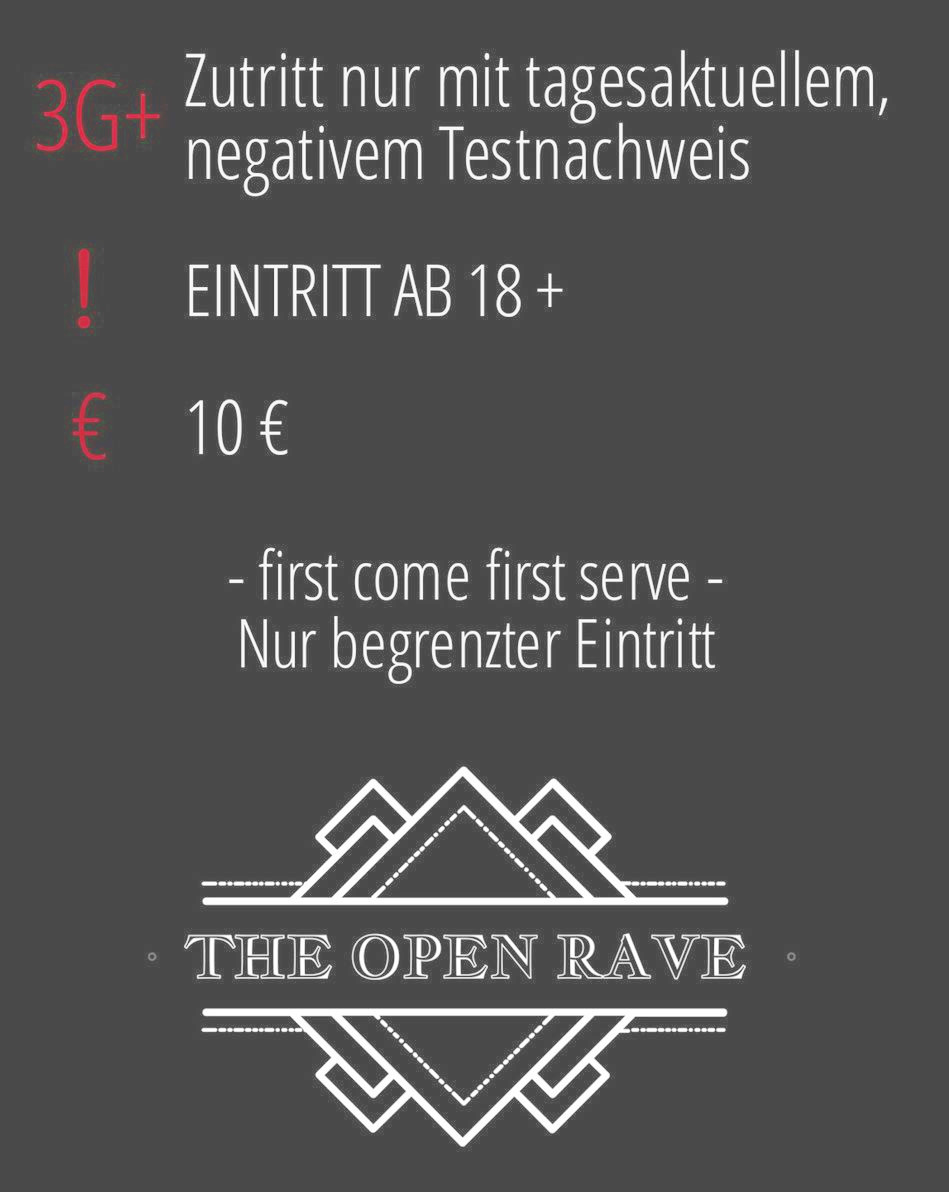 3G+ Zutritt nur mit tagesaktuellem,
negativem Testnachweis
! EINTRITT AB 18 +
€ 10 €
- first come first serve -
Nur begrenzter Eintritt
THE OPEN RAVE